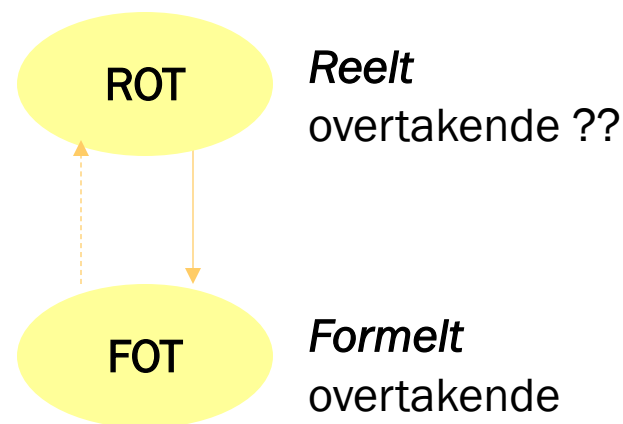 ROT
Reelt
overtakende ??
FOT
Formelt
overtakende